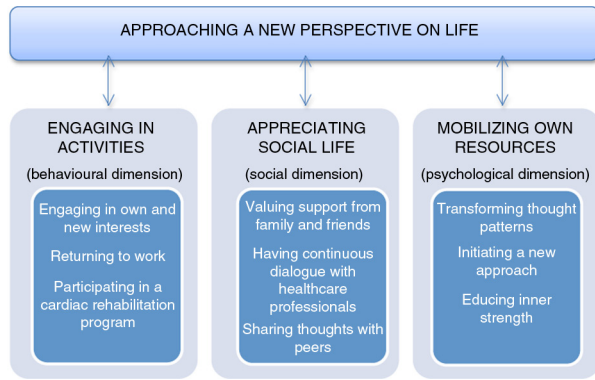 APPROACHING A NEW PERSPECTIVE ON LIFE
ENGAGING IN
ACTIVITIES
(behavioural dimension)
Engaging in own and
new interests
Returning to work
Participating in a
cardiac rehabilitation
program
APPRECIATING
SOCIAL LIFE
(social dimension)
Valuing support from
family and friends
Having continuous
dialogue with
healthcare
professionals
Sharing thoughts with
peers
MOBILIZING OWN
RESOURCES
(psychological dimension)
Transforming thought
patterns
Initiating a new
approach
Educing inner
strength